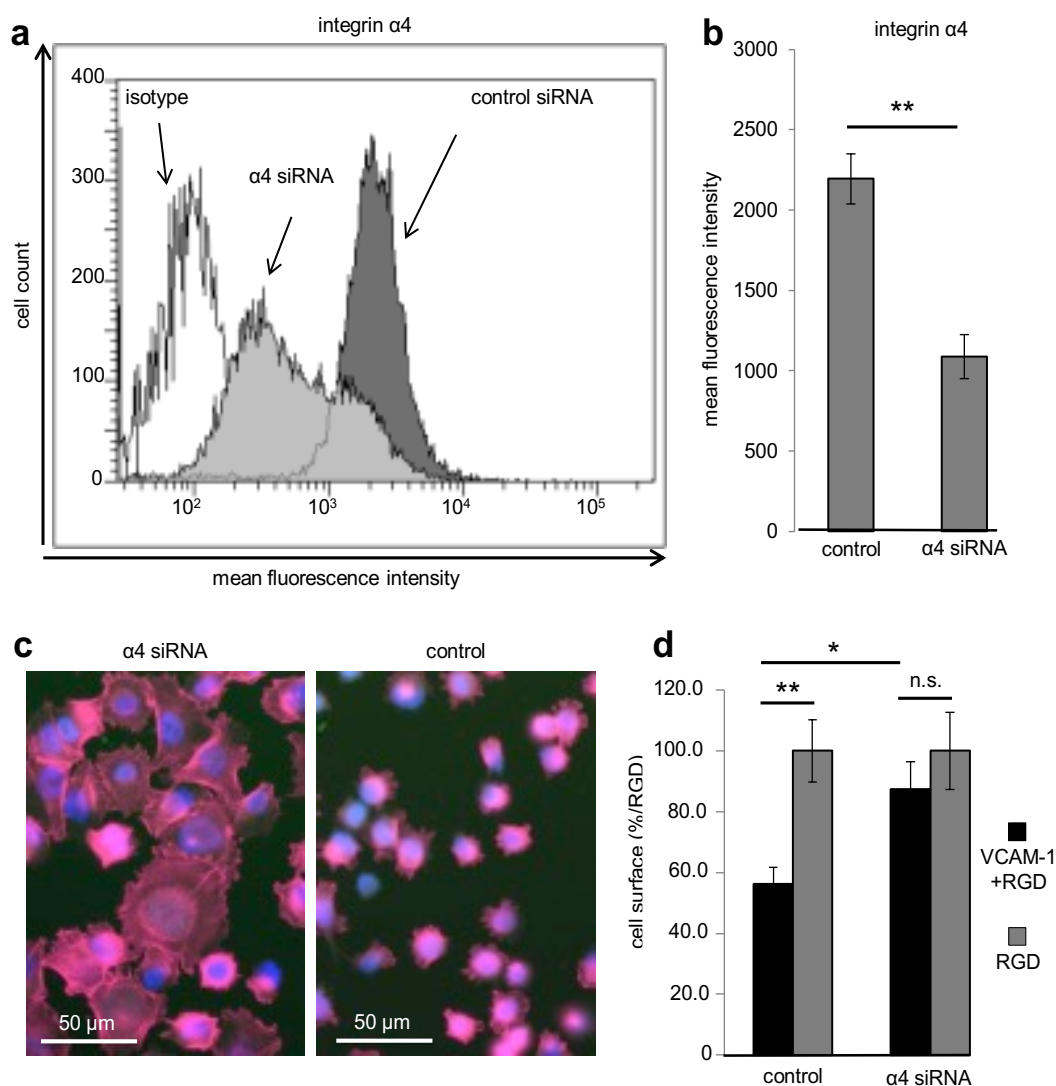 a
integrin α4
400
300
200
100
0
cell count
isotype
α4 siRNA
control siRNA
10²
10³
10⁴
10⁵
mean fluorescence intensity
b
integrin α4
3000
2500
2000
1500
1000
500
0
mean fluorescence intensity
**
control
α4 siRNA
c
α4 siRNA
control
50 µm
50 µm
d
120.0
100.0
80.0
60.0
40.0
20.0
0
cell surface (%/RGD)
*
**
n.s.
control
α4 siRNA
VCAM-1
+RGD
RGD